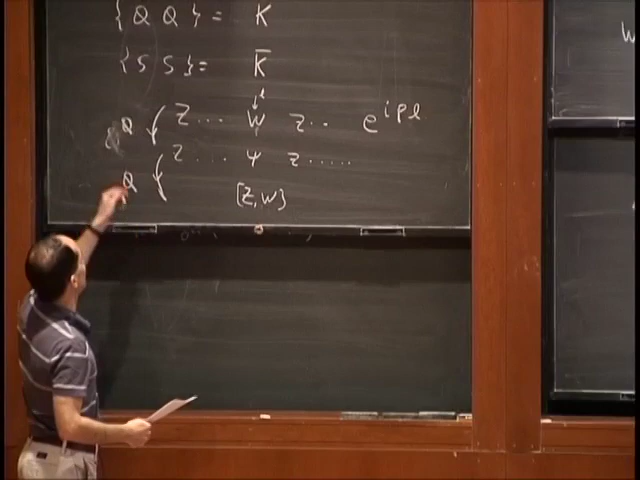 {Q Q} = K
{S S} = K̄
↓ l
Q Z... W Z.. e^{ipl}
Z.... ψ Z.....
Q [Z,W}
W